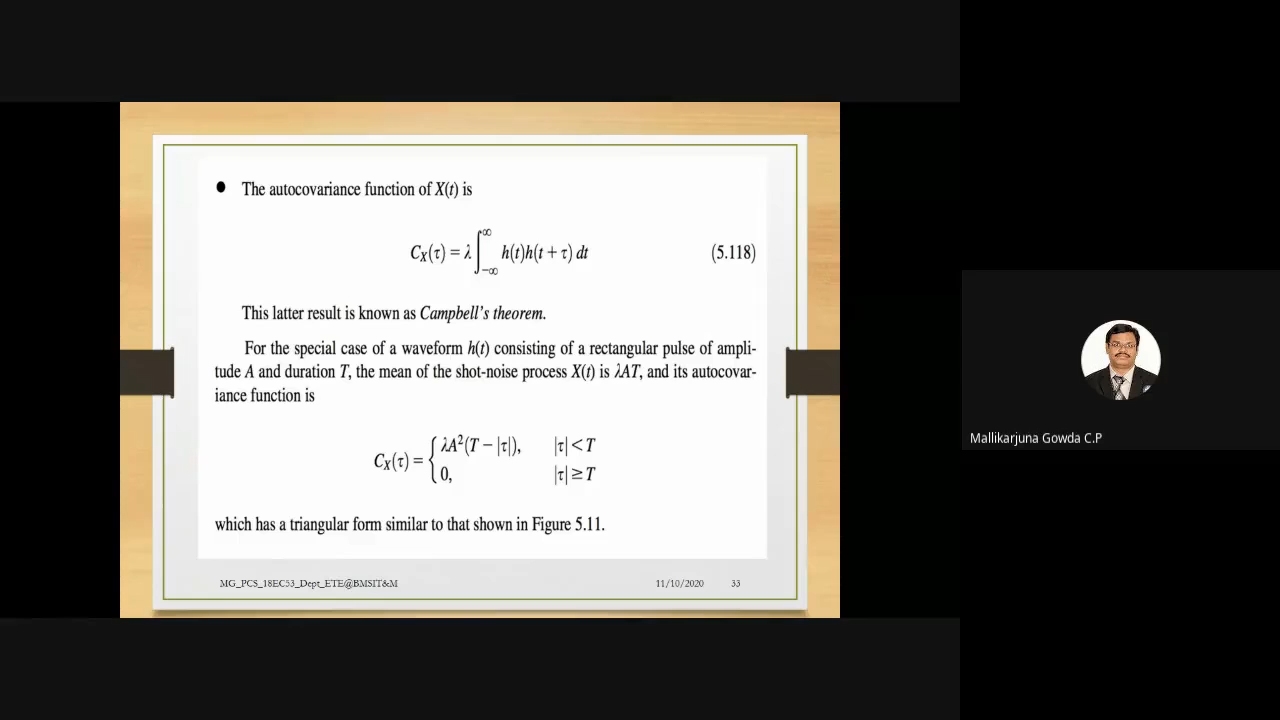 ● The autocovariance function of X(t) is
C_X(τ) = λ ∫_{-∞}^{∞} h(t)h(t + τ) dt (5.118)
This latter result is known as Campbell's theorem.
For the special case of a waveform h(t) consisting of a rectangular pulse of ampli-
tude A and duration T, the mean of the shot-noise process X(t) is λAT, and its autocovar-
iance function is
C_X(τ) = { λA²(T − |τ|), |τ| < T
0, |τ| ≥ T
which has a triangular form similar to that shown in Figure 5.11.
MG_PCS_18EC53_Dept_ETE@BMSIT&M 11/10/2020 33
Mallikarjuna Gowda C.P